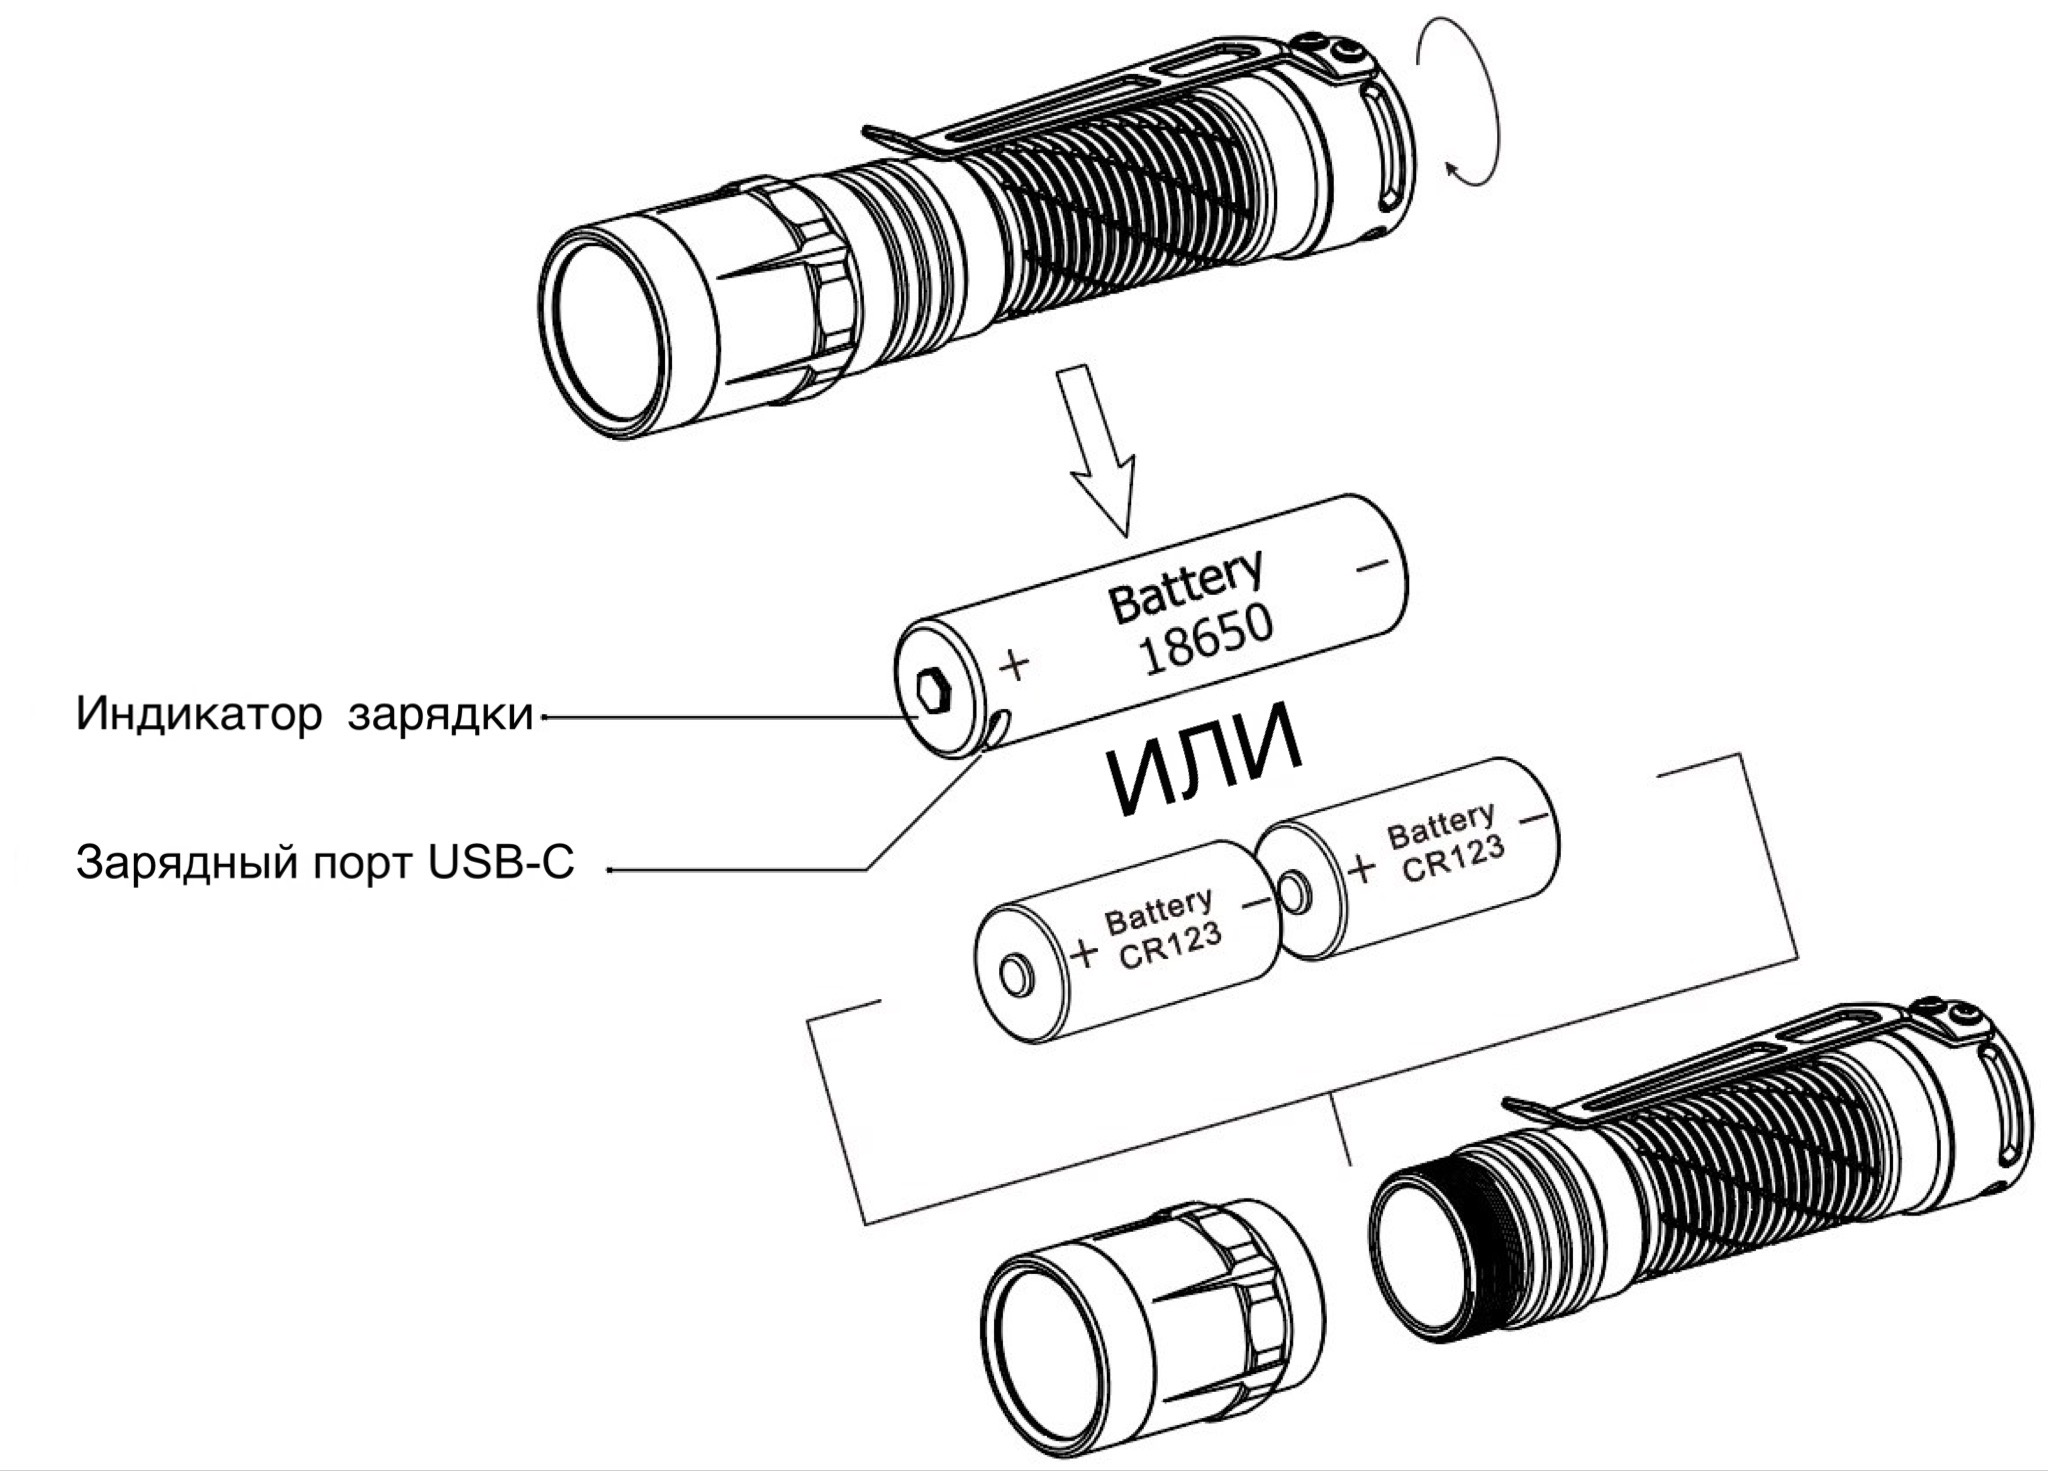 Battery
18650
+
−
Индикатор зарядки
ИЛИ
Зарядный порт USB-C
Battery
CR123
+
−
Battery
CR123
+
−